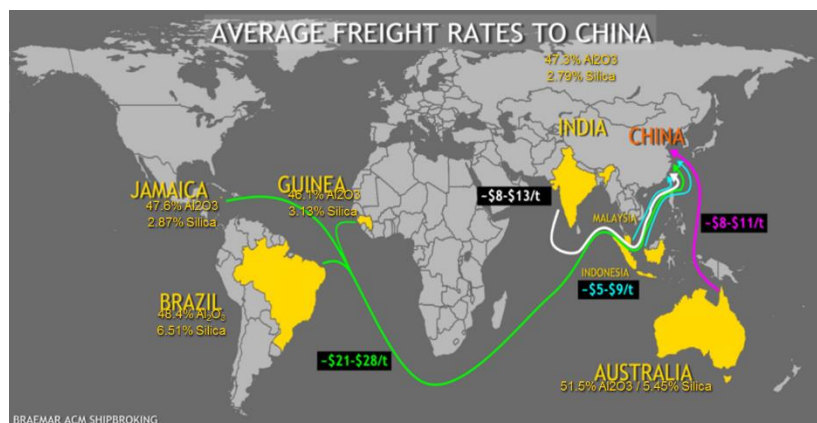 AVERAGE FREIGHT RATES TO CHINA
47.3% Al2O3
2.79% Silica
INDIA
CHINA
JAMAICA
47.6% Al2O3
2.87% Silica
GUINEA
46.1% Al2O3
3.13% Silica
~$8-$13/t
MALAYSIA
~$8-$11/t
INDONESIA
~$5-$9/t
BRAZIL
48.4% Al2O3
6.51% Silica
~$21-$28/t
AUSTRALIA
51.5% Al2O3 / 5.45% Silica
BRAEMAR ACM SHIPBROKING